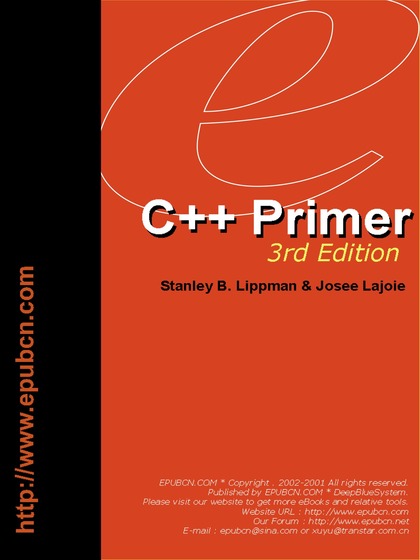 C++ Primer
3rd Edition
Stanley B. Lippman & Josee Lajoie
http://www.epubcn.com
EPUBCN.COM * Copyright . 2002-2001 All rights reserved.
Published by EPUBCN.COM * DeepBlueSystem.
Please visit our website to get more eBooks and relative tools.
Website URL : http://www.epubcn.com
Our Forum : http://www.epubcn.net
E-mail : epubcn@sina.com or xuyu@transtar.com.cn